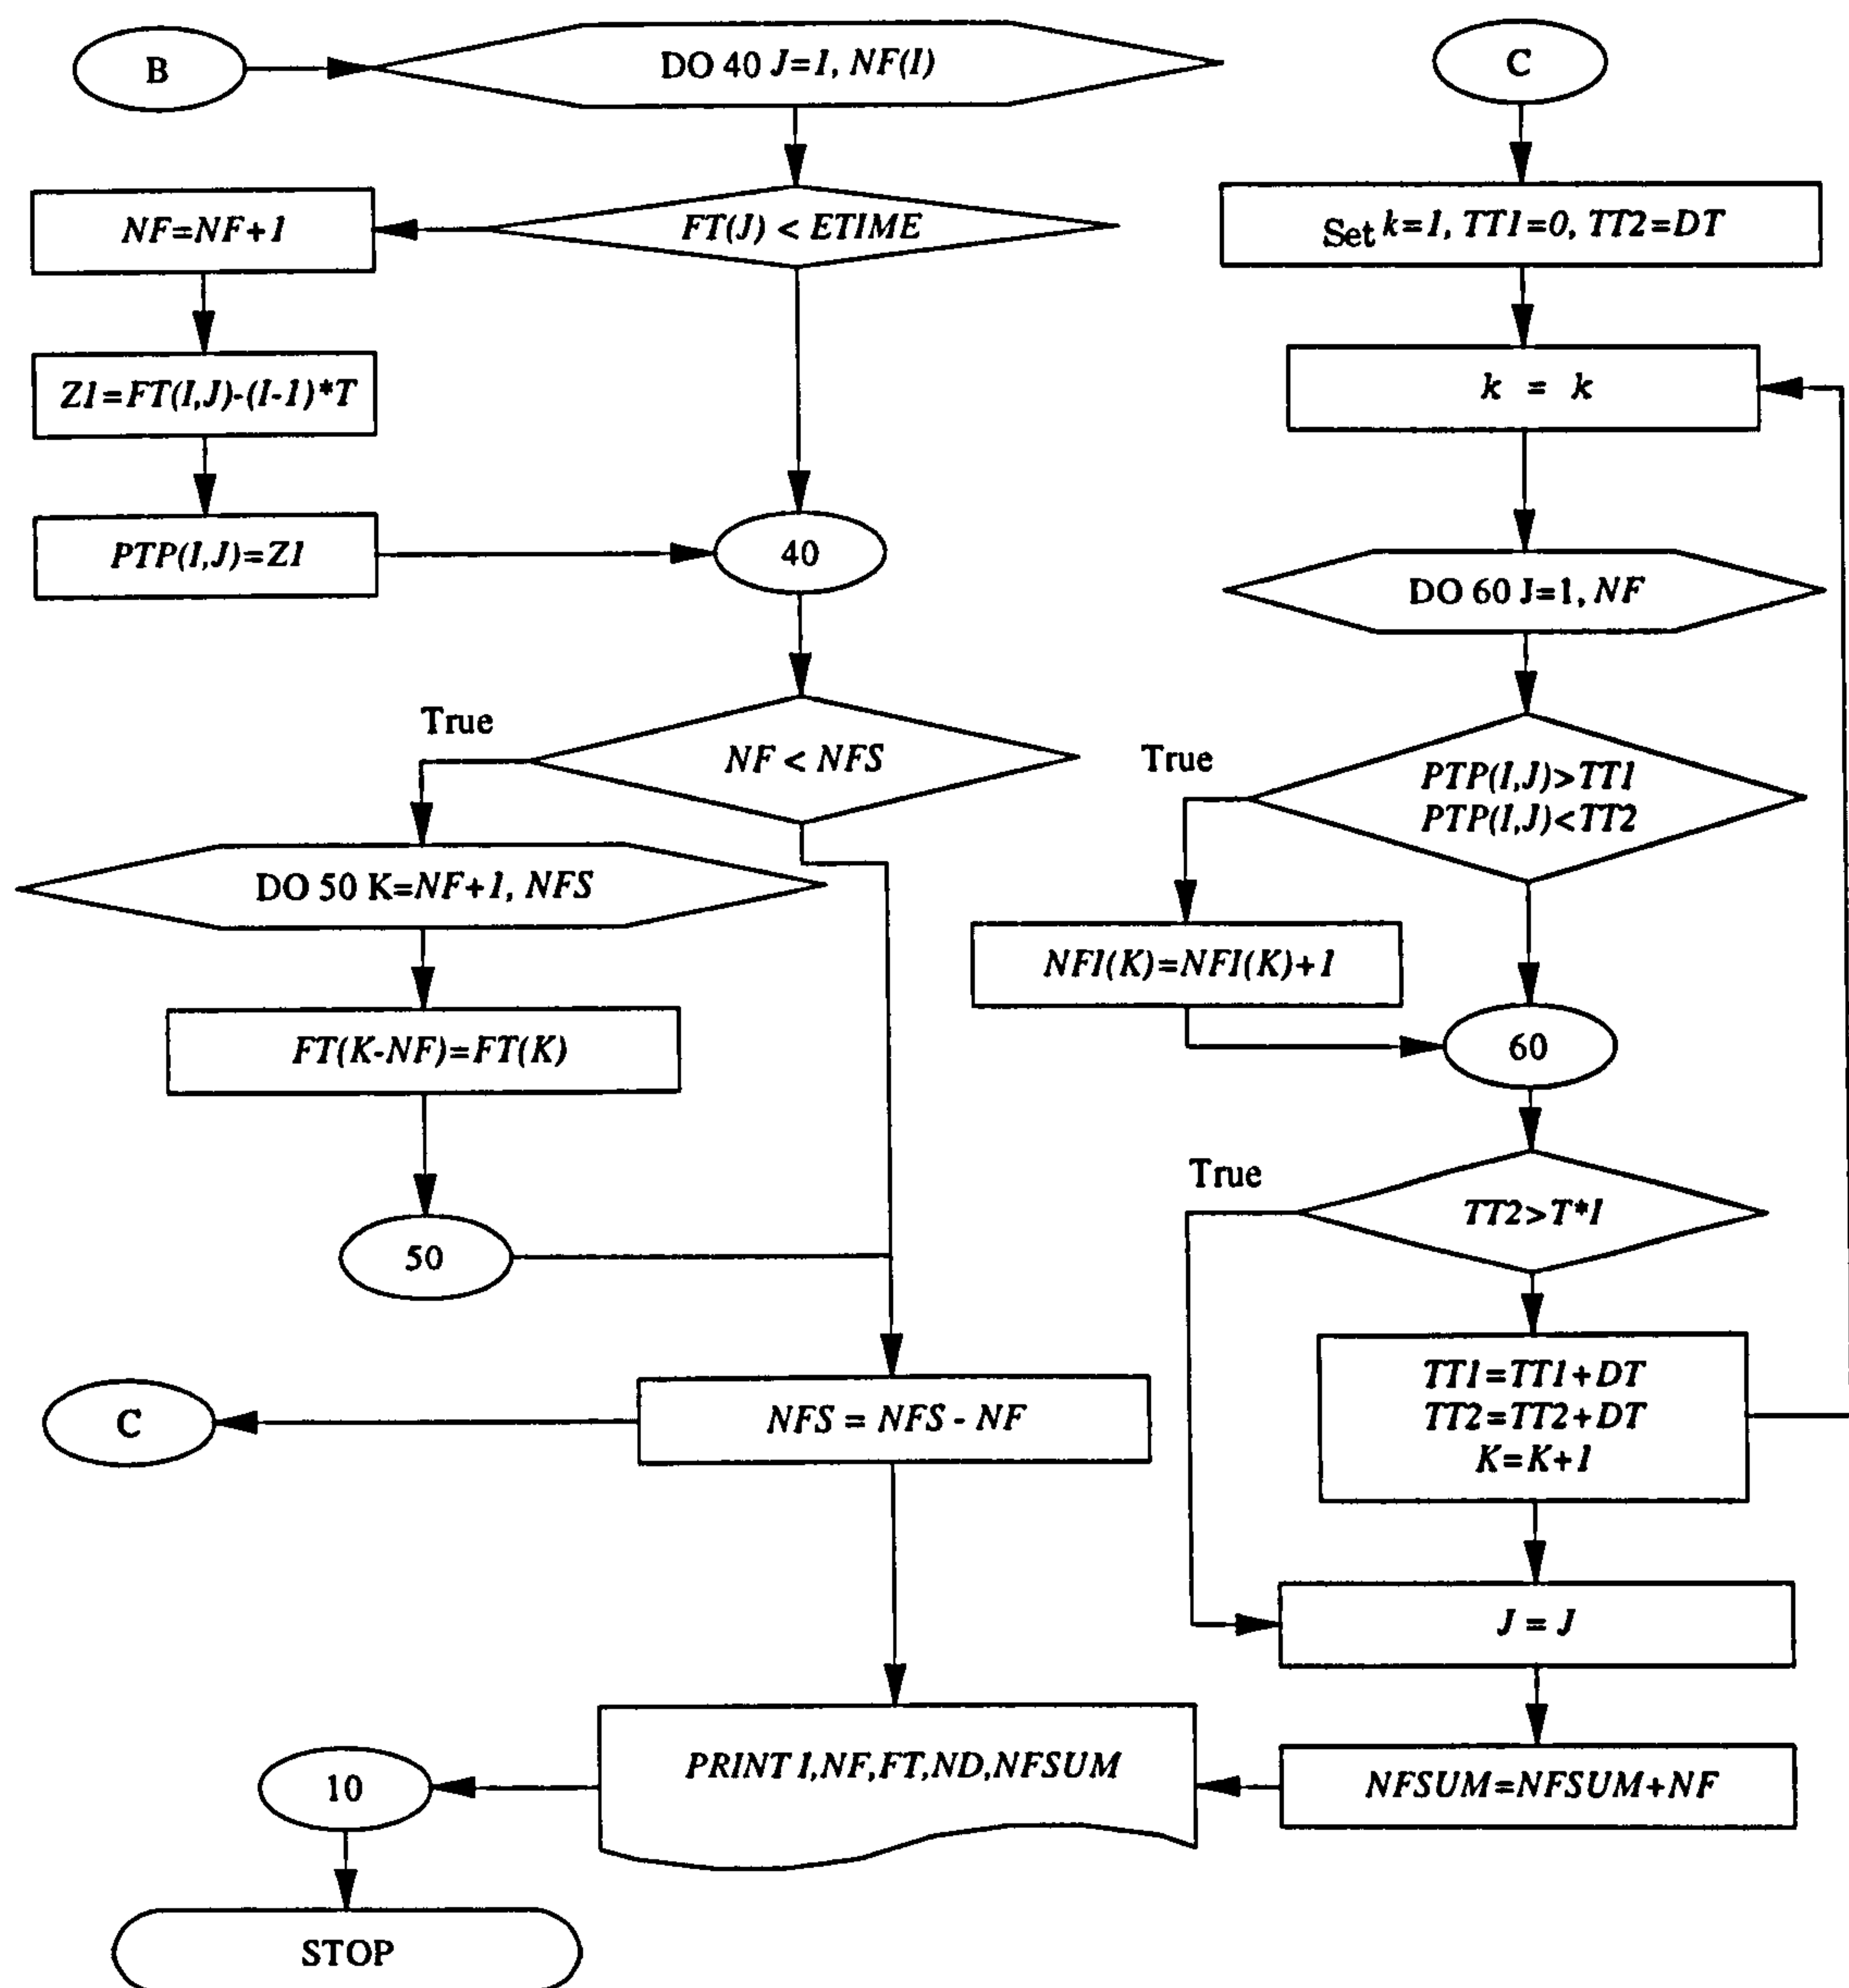 B
DO 40 J=1, NF(I)
FT(J) < ETIME
NF=NF+1
Z1=FT(I,J)-(I-1)*T
PTP(I,J)=Z1
40
True
NF < NFS
DO 50 K=NF+1, NFS
FT(K-NF)=FT(K)
50
NFS = NFS - NF
C
C
Set k=1, TT1=0, TT2=DT
k = k
DO 60 J=1, NF
True
PTP(I,J)>TT1
PTP(I,J)<TT2
NFI(K)=NFI(K)+1
60
True
TT2>T*I
TT1=TT1+DT
TT2=TT2+DT
K=K+1
J = J
NFSUM=NFSUM+NF
PRINT I,NF,FT,ND,NFSUM
10
STOP